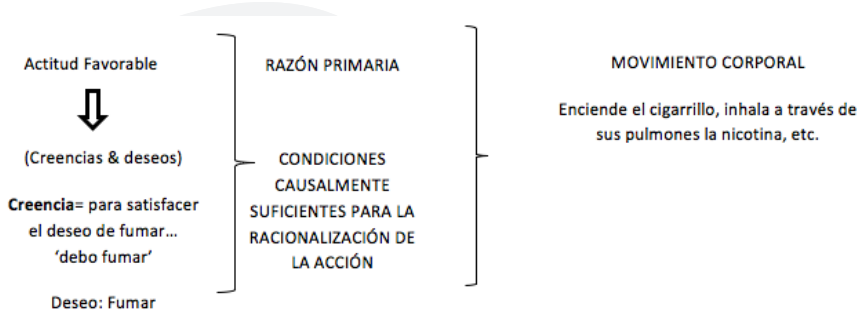 Actitud Favorable
(Creencias & deseos)
Creencia= para satisfacer
el deseo de fumar...
‘debo fumar’
Deseo: Fumar
RAZÓN PRIMARIA
CONDICIONES
CAUSALMENTE
SUFICIENTES PARA LA
RACIONALIZACIÓN DE
LA ACCIÓN
MOVIMIENTO CORPORAL
Enciende el cigarrillo, inhala a través de
sus pulmones la nicotina, etc.